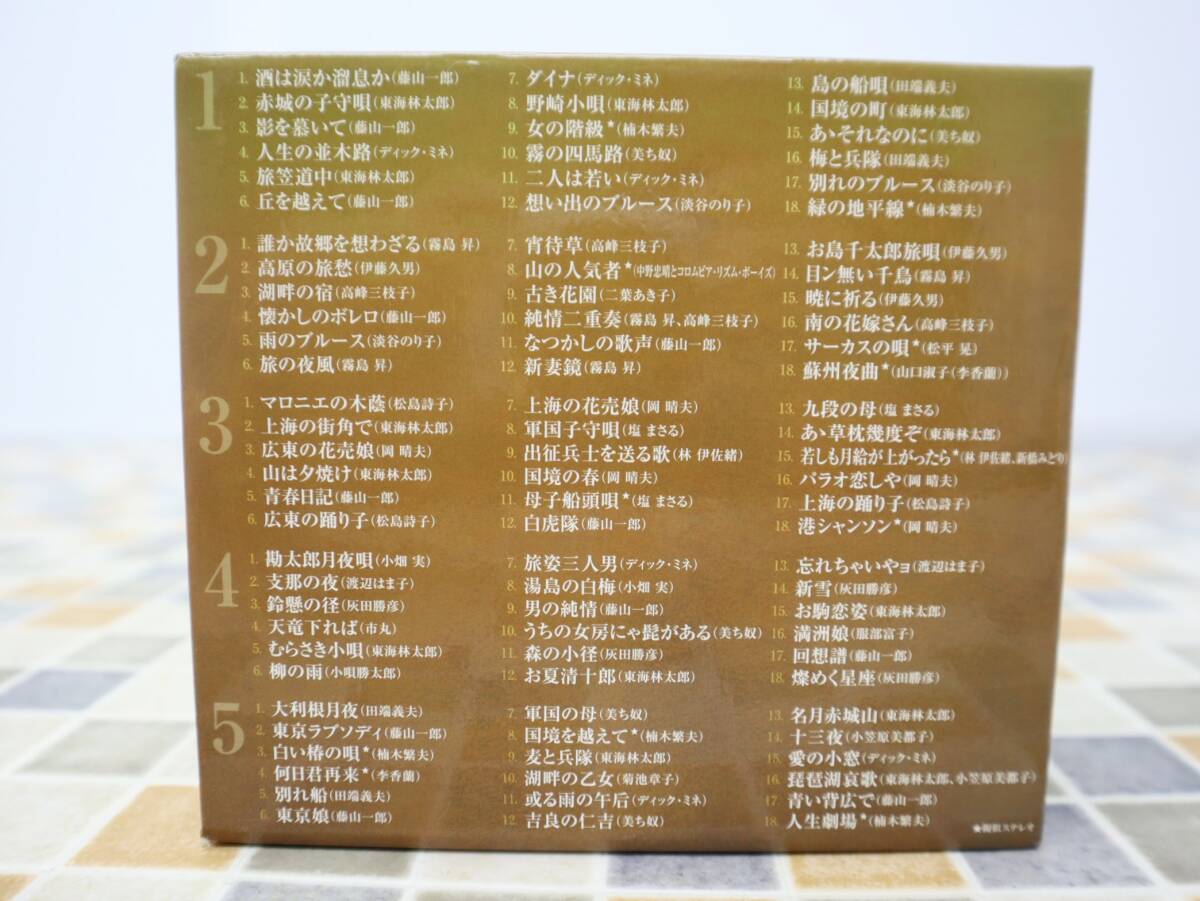 1
1. 酒は涙か溜息か(藤山一郎)
2. 赤城の子守唄(東海林太郎)
3. 影を慕いて(藤山一郎)
4. 人生の並木路(ディック・ミネ)
5. 旅笠道中(東海林太郎)
6. 丘を越えて(藤山一郎)
7. ダイナ(ディック・ミネ)
8. 野崎小唄(東海林太郎)
9. 女の階級★(楠木繁夫)
10. 霧の四馬路(美ち奴)
11. 二人は若い(ディック・ミネ)
12. 想い出のブルース(淡谷のり子)
13. 島の船唄(田端義夫)
14. 国境の町(東海林太郎)
15. あゝそれなのに(美ち奴)
16. 梅と兵隊(田端義夫)
17. 別れのブルース(淡谷のり子)
18. 緑の地平線★(楠木繁夫)
2
1. 誰か故郷を想わざる(霧島 昇)
2. 高原の旅愁(伊藤久男)
3. 湖畔の宿(高峰三枝子)
4. 懐かしのボレロ(藤山一郎)
5. 雨のブルース(淡谷のり子)
6. 旅の夜風(霧島 昇)
7. 宵待草(高峰三枝子)
8. 山の人気者★(中野忠晴とコロムビア・リズム・ボーイズ)
9. 古き花園(二葉あき子)
10. 純情二重奏(霧島 昇、高峰三枝子)
11. なつかしの歌声(藤山一郎)
12. 新妻鏡(霧島 昇)
13. お島千太郎旅唄(伊藤久男)
14. 目ン無い千鳥(霧島 昇)
15. 暁に祈る(伊藤久男)
16. 南の花嫁さん(高峰三枝子)
17. サーカスの唄★(松平 晃)
18. 蘇州夜曲★(山口淑子(李香蘭))
3
1. マロニエの木蔭(松島詩子)
2. 上海の街角で(東海林太郎)
3. 広東の花売娘(岡 晴夫)
4. 山は夕焼け(東海林太郎)
5. 青春日記(藤山一郎)
6. 広東の踊り子(松島詩子)
7. 上海の花売娘(岡 晴夫)
8. 軍国子守唄(塩 まさる)
9. 出征兵士を送る歌(林 伊佐緒)
10. 国境の春(岡 晴夫)
11. 母子船頭唄★(塩 まさる)
12. 白虎隊(藤山一郎)
13. 九段の母(塩 まさる)
14. あゝ草枕幾度ぞ(東海林太郎)
15. 若しも月給が上がったら★(林 伊佐緒、新橋みどり)
16. パラオ恋しや(岡 晴夫)
17. 上海の踊り子(松島詩子)
18. 港シャンソン★(岡 晴夫)
4
1. 勘太郎月夜唄(小畑 実)
2. 支那の夜(渡辺はま子)
3. 鈴懸の径(灰田勝彦)
4. 天竜下れば(市丸)
5. むらさき小唄(東海林太郎)
6. 柳の雨(小唄勝太郎)
7. 旅姿三人男(ディック・ミネ)
8. 湯島の白梅(小畑 実)
9. 男の純情(藤山一郎)
10. うちの女房にゃ髭がある(美ち奴)
11. 森の小径(灰田勝彦)
12. お夏清十郎(東海林太郎)
13. 忘れちゃいやョ(渡辺はま子)
14. 新雪(灰田勝彦)
15. お駒恋姿(東海林太郎)
16. 満洲娘(服部富子)
17. 回想譜(藤山一郎)
18. 燦めく星座(灰田勝彦)
5
1. 大利根月夜(田端義夫)
2. 東京ラプソディ(藤山一郎)
3. 白い椿の唄★(楠木繁夫)
4. 何日君再来★(李香蘭)
5. 別れ船(田端義夫)
6. 東京娘(藤山一郎)
7. 軍国の母(美ち奴)
8. 国境を越えて★(楠木繁夫)
9. 麦と兵隊(東海林太郎)
10. 湖畔の乙女(菊池章子)
11. 或る雨の午后(ディック・ミネ)
12. 吉良の仁吉(美ち奴)
13. 名月赤城山(東海林太郎)
14. 十三夜(小笠原美都子)
15. 愛の小窓(ディック・ミネ)
16. 琵琶湖哀歌(東海林太郎、小笠原美都子)
17. 青い背広で(藤山一郎)
18. 人生劇場★(楠木繁夫)
★擬似ステレオ